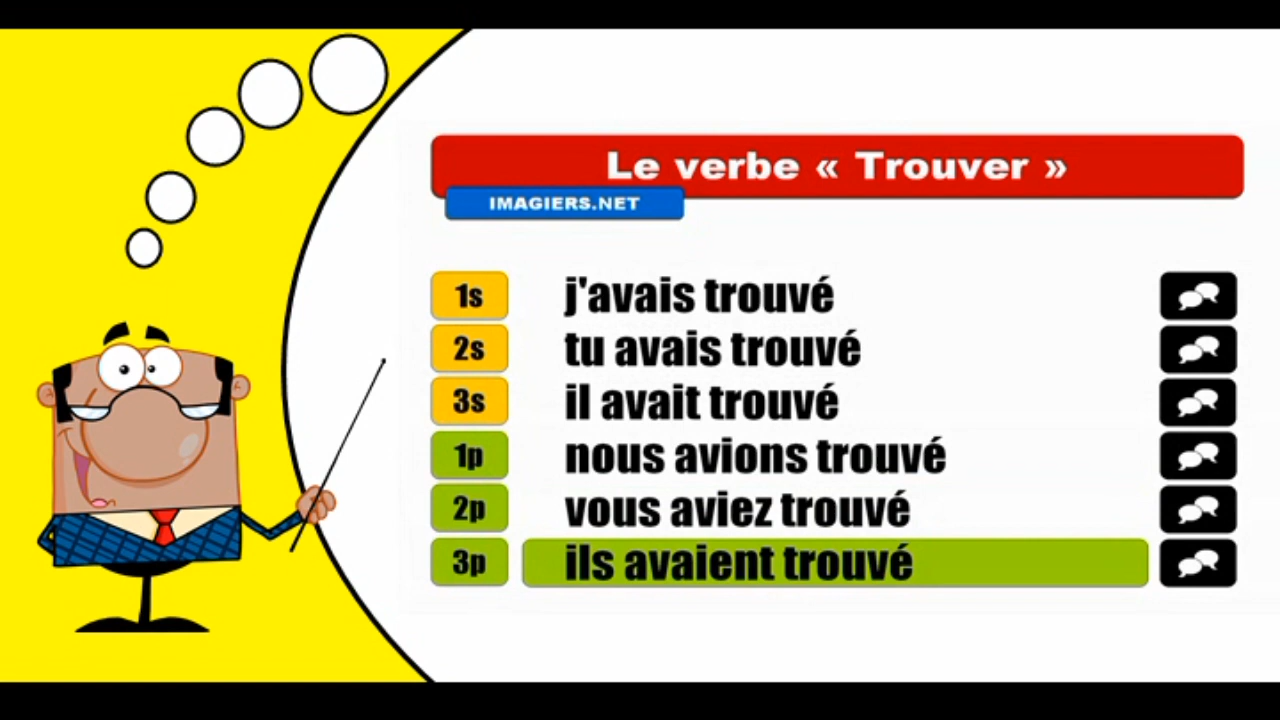 Le verbe « Trouver »
IMAGIERS.NET
1s j'avais trouvé
2s tu avais trouvé
3s il avait trouvé
1p nous avions trouvé
2p vous aviez trouvé
3p ils avaient trouvé